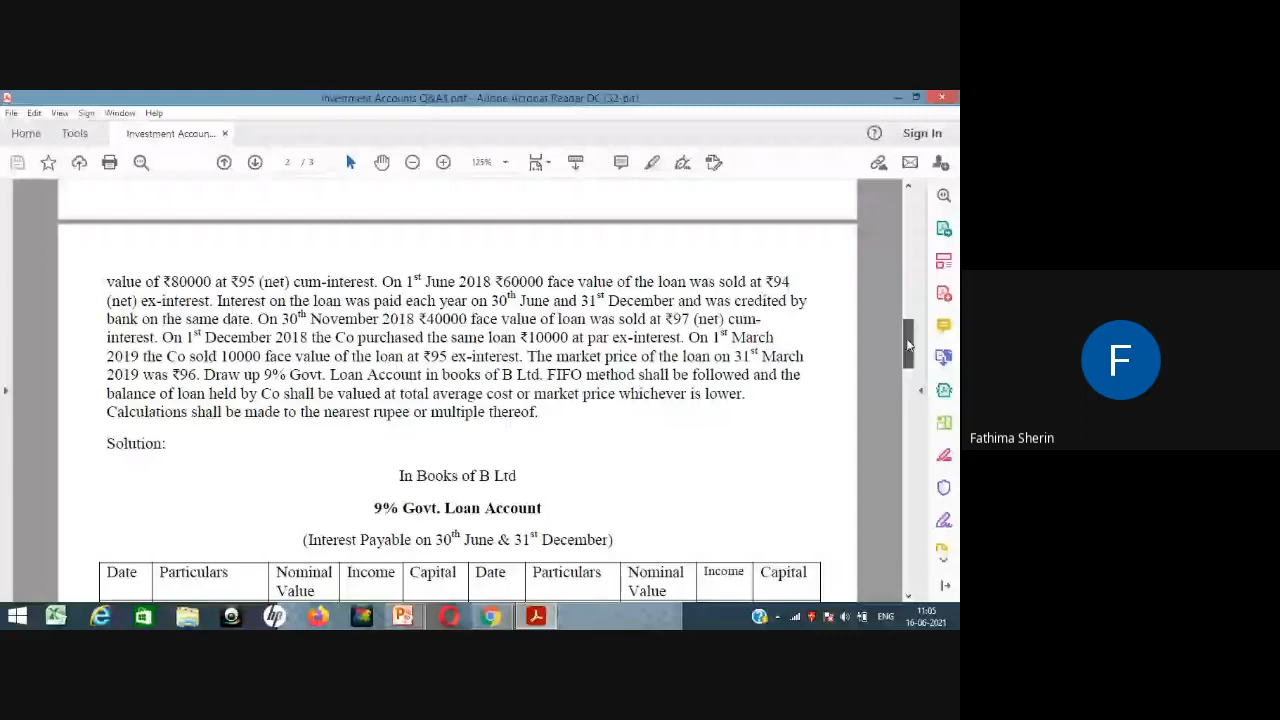 Investment Accounts Q&A3.pdf - Adobe Acrobat Reader DC (32-bit)
File Edit View Sign Window Help
Home Tools Investment Accoun... × Sign In
2 / 3 125%
value of ₹80000 at ₹95 (net) cum-interest. On 1st June 2018 ₹60000 face value of the loan was sold at ₹94
(net) ex-interest. Interest on the loan was paid each year on 30th June and 31st December and was credited by
bank on the same date. On 30th November 2018 ₹40000 face value of loan was sold at ₹97 (net) cum-
interest. On 1st December 2018 the Co purchased the same loan ₹10000 at par ex-interest. On 1st March
2019 the Co sold 10000 face value of the loan at ₹95 ex-interest. The market price of the loan on 31st March
2019 was ₹96. Draw up 9% Govt. Loan Account in books of B Ltd. FIFO method shall be followed and the
balance of loan held by Co shall be valued at total average cost or market price whichever is lower.
Calculations shall be made to the nearest rupee or multiple thereof.
Solution:
In Books of B Ltd
9% Govt. Loan Account
(Interest Payable on 30th June & 31st December)
Date Particulars Nominal Income Capital Date Particulars Nominal Income Capital
Value Value
F
Fathima Sherin
ENG 11:05
16-06-2021